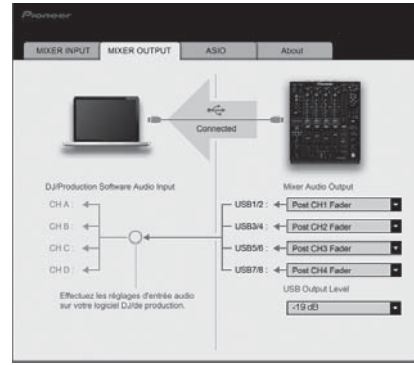 Pioneer
MIXER INPUT
MIXER OUTPUT
ASIO
About
Connected
DJ/Production Software Audio Input
Mixer Audio Output
CH A :
CH B :
CH C :
CH D :
USB1/2 :
Post CH1 Fader
USB3/4 :
Post CH2 Fader
USB5/6 :
Post CH3 Fader
USB7/8 :
Post CH4 Fader
Effectuez les réglages d'entrée audio
sur votre logiciel DJ/de production.
USB Output Level
-19 dB